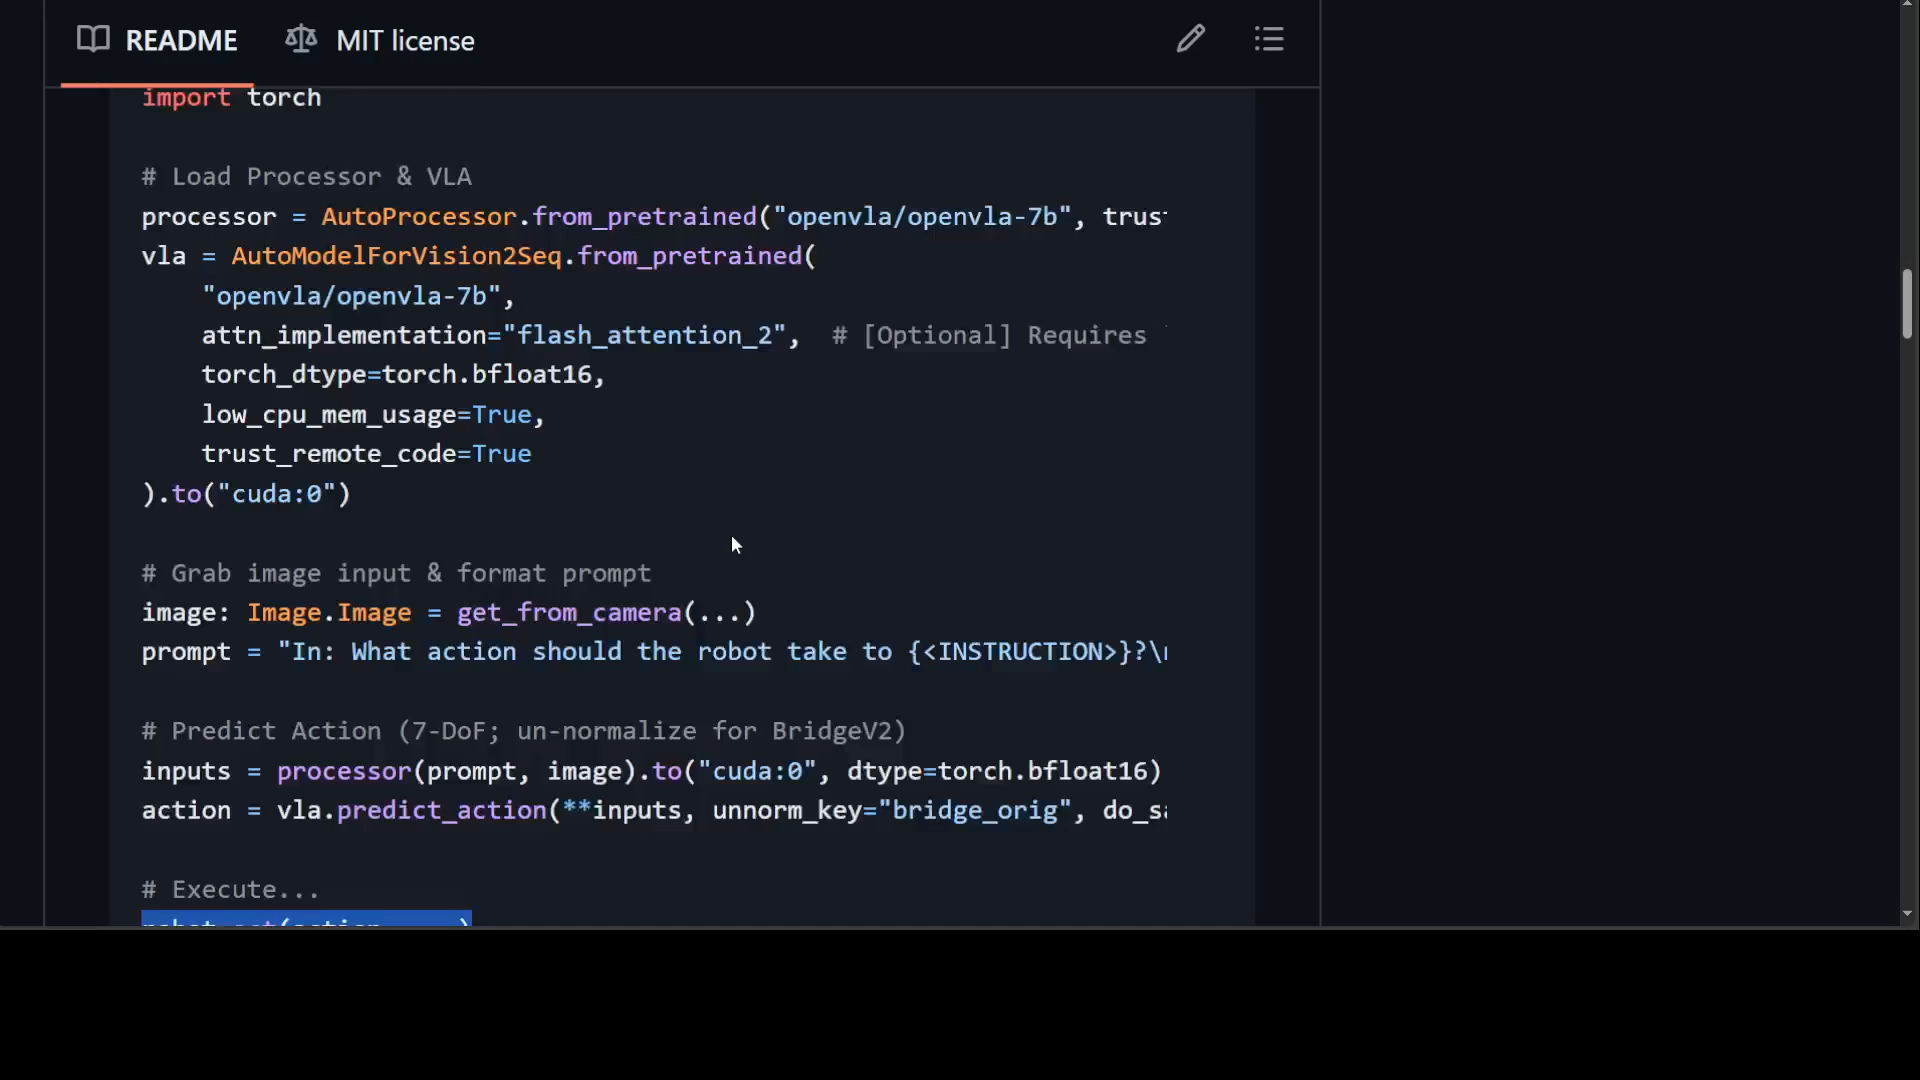 README
MIT license
import torch
# Load Processor & VLA
processor = AutoProcessor.from_pretrained("openvla/openvla-7b", trust
vla = AutoModelForVision2Seq.from_pretrained(
"openvla/openvla-7b",
attn_implementation="flash_attention_2", # [Optional] Requires `
torch_dtype=torch.bfloat16,
low_cpu_mem_usage=True,
trust_remote_code=True
).to("cuda:0")
# Grab image input & format prompt
image: Image.Image = get_from_camera(...)
prompt = "In: What action should the robot take to {<INSTRUCTION>}?\n
# Predict Action (7-DoF; un-normalize for BridgeV2)
inputs = processor(prompt, image).to("cuda:0", dtype=torch.bfloat16)
action = vla.predict_action(**inputs, unnorm_key="bridge_orig", do_sa
# Execute...